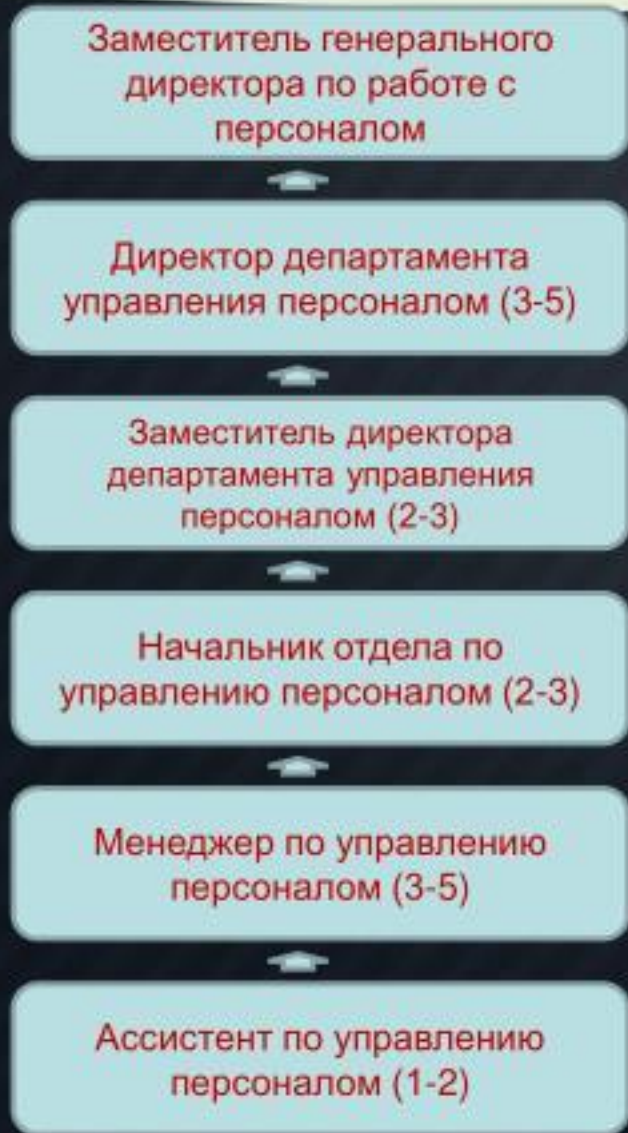 Заместитель генерального
директора по работе с
персоналом
Директор департамента
управления персоналом (3-5)
Заместитель директора
департамента управления
персоналом (2-3)
Начальник отдела по
управлению персоналом (2-3)
Менеджер по управлению
персоналом (3-5)
Ассистент по управлению
персоналом (1-2)